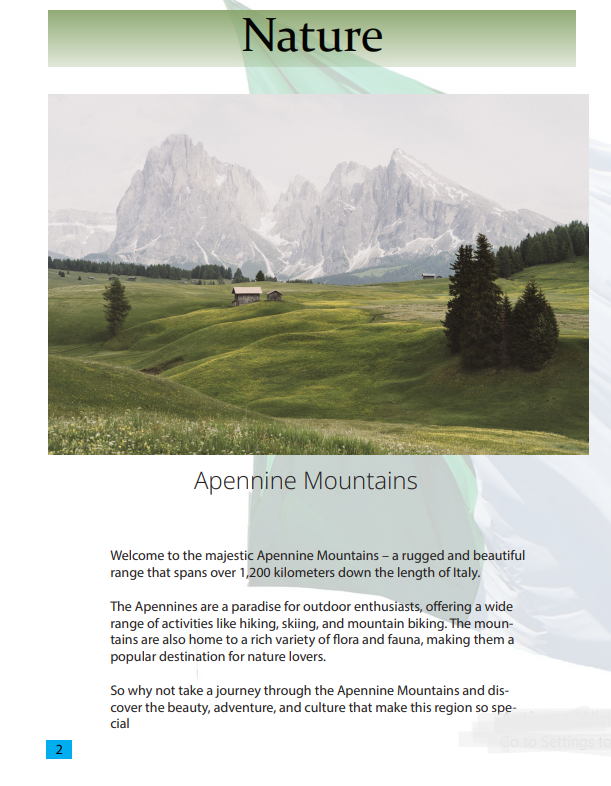 Nature
Apennine Mountains
Welcome to the majestic Apennine Mountains – a rugged and beautiful
range that spans over 1,200 kilometers down the length of Italy.
The Apennines are a paradise for outdoor enthusiasts, offering a wide
range of activities like hiking, skiing, and mountain biking. The moun-
tains are also home to a rich variety of flora and fauna, making them a
popular destination for nature lovers.
So why not take a journey through the Apennine Mountains and dis-
cover the beauty, adventure, and culture that make this region so spe-
cial
2
Go to Settings to